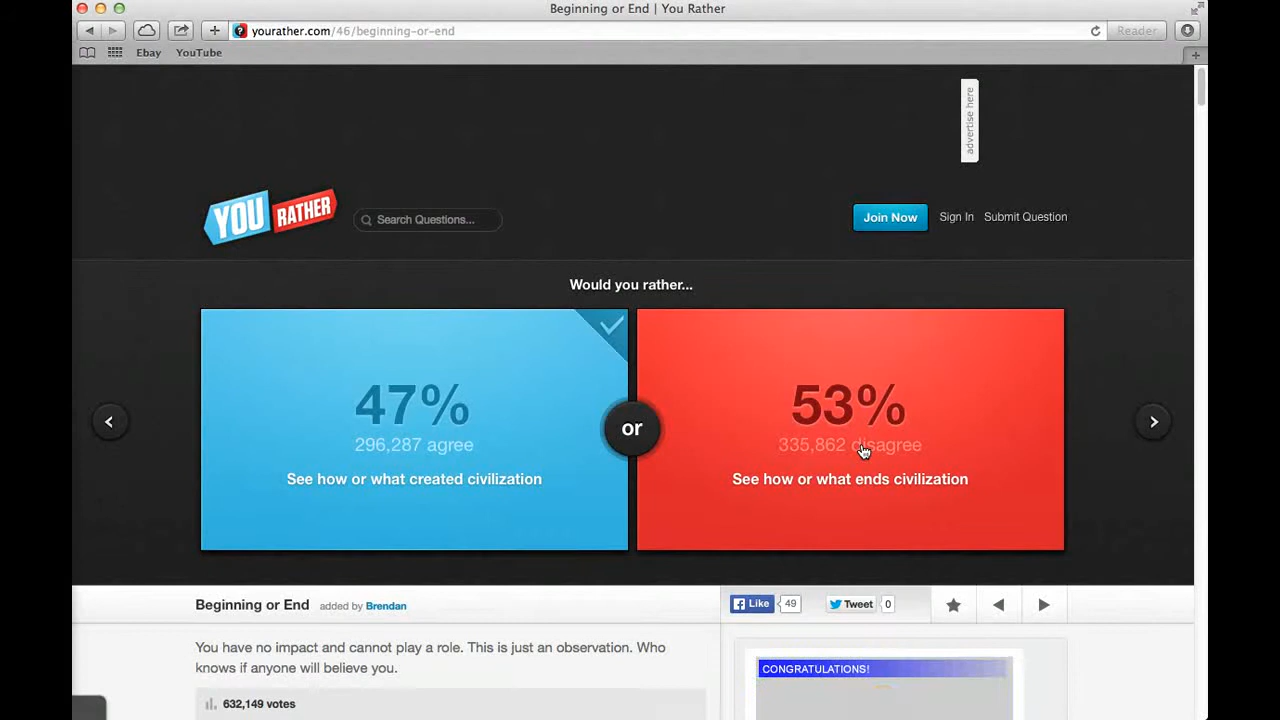 Beginning or End | You Rather
yourather.com/46/beginning-or-end
Reader
Ebay YouTube
advertise here
YOU RATHER
Search Questions...
Join Now Sign In Submit Question
Would you rather...
47%
296,287 agree
See how or what created civilization
or
53%
335,862 disagree
See how or what ends civilization
Beginning or End added by Brendan
Like 49 Tweet 0
You have no impact and cannot play a role. This is just an observation. Who
knows if anyone will believe you.
CONGRATULATIONS!
632,149 votes